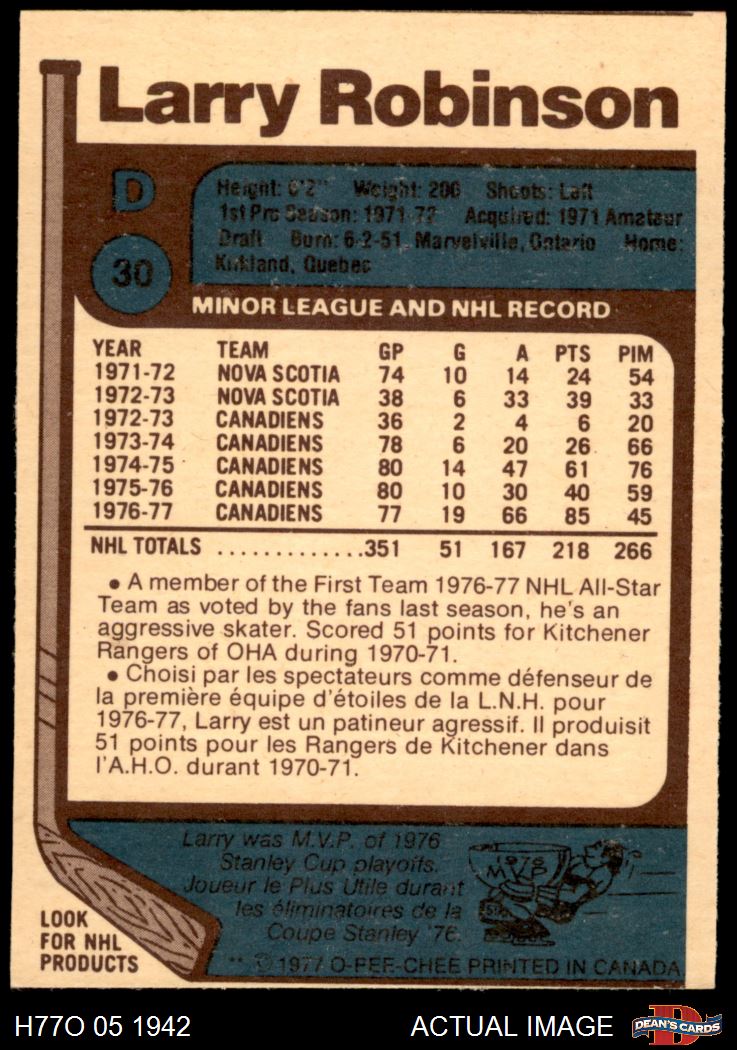 Larry Robinson
D
30
Height: 6'2" Weight: 200 Shoots: Left
1st Pro Season: 1971-72 Acquired: 1971 Amateur
Draft Born: 6-2-51, Marvelville, Ontario Home:
Kirkland, Quebec
MINOR LEAGUE AND NHL RECORD
YEAR TEAM GP G A PTS PIM
1971-72 NOVA SCOTIA 74 10 14 24 54
1972-73 NOVA SCOTIA 38 6 33 39 33
1972-73 CANADIENS 36 2 4 6 20
1973-74 CANADIENS 78 6 20 26 66
1974-75 CANADIENS 80 14 47 61 76
1975-76 CANADIENS 80 10 30 40 59
1976-77 CANADIENS 77 19 66 85 45
NHL TOTALS .............351 51 167 218 266
• A member of the First Team 1976-77 NHL All-Star
Team as voted by the fans last season, he's an
aggressive skater. Scored 51 points for Kitchener
Rangers of OHA during 1970-71.
• Choisi par les spectateurs comme défenseur de
la première équipe d'étoiles de la L.N.H. pour
1976-77, Larry est un patineur agressif. Il produisit
51 points pour les Rangers de Kitchener dans
l'A.H.O. durant 1970-71.
Larry was M.V.P. of 1976
Stanley Cup playoffs.
Joueur le Plus Utile durant
les éliminatoires de la
Coupe Stanley '76.
1976
MVP
LOOK
FOR NHL
PRODUCTS
** © 1977 O-PEE-CHEE PRINTED IN CANADA
H77O 05 1942
ACTUAL IMAGE
DEAN'S CARDS